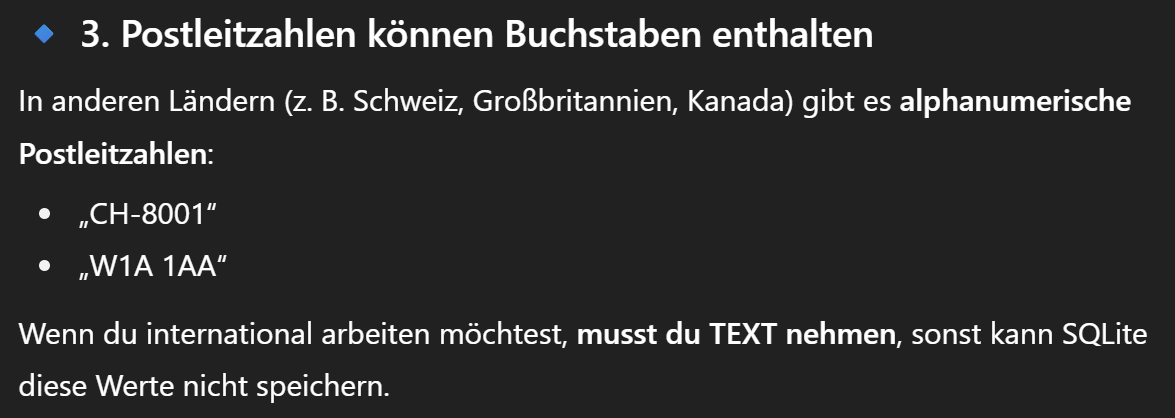 🔹 3. Postleitzahlen können Buchstaben enthalten
In anderen Ländern (z. B. Schweiz, Großbritannien, Kanada) gibt es alphanumerische
Postleitzahlen:
• „CH-8001“
• „W1A 1AA“
Wenn du international arbeiten möchtest, musst du TEXT nehmen, sonst kann SQLite
diese Werte nicht speichern.